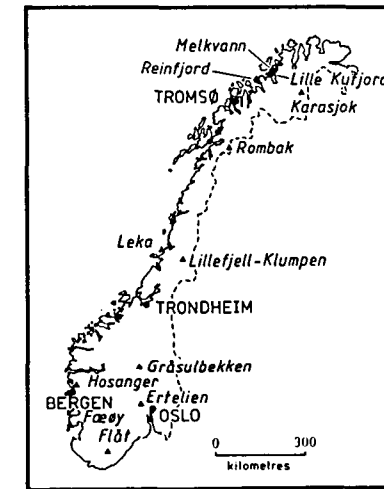 Melkvann
Reinfjord
Lille Kufjord
TROMSØ
Karasjok
Rombak
Leka
Lillefjell-Klumpen
TRONDHEIM
Gråsulbekken
Hosanger
BERGEN
Ertelien
Fæøy
OSLO
Flåt
0 300
kilometres